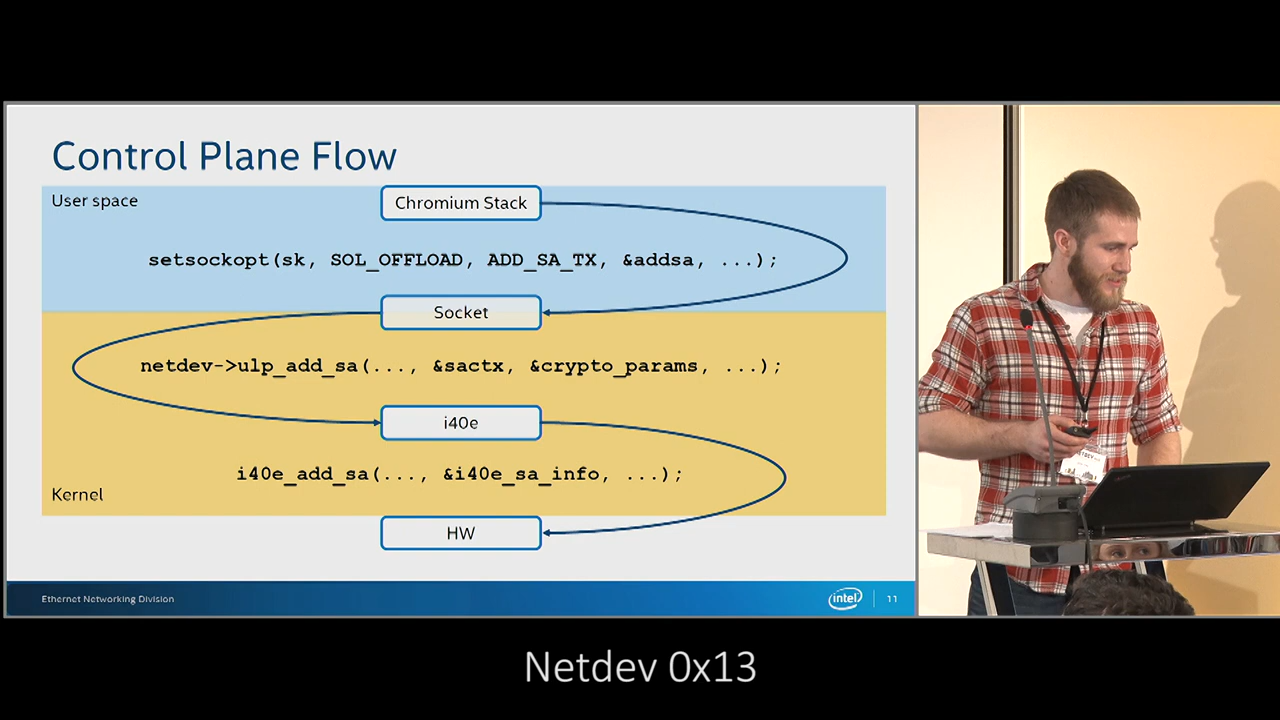 Control Plane Flow
User space
Chromium Stack
setsockopt(sk, SOL_OFFLOAD, ADD_SA_TX, &addsa, ...);
Socket
netdev->ulp_add_sa(..., &sactx, &crypto_params, ...);
i40e
i40e_add_sa(..., &i40e_sa_info, ...);
Kernel
HW
Ethernet Networking Division
intel
11
NETDEV
Netdev 0x13